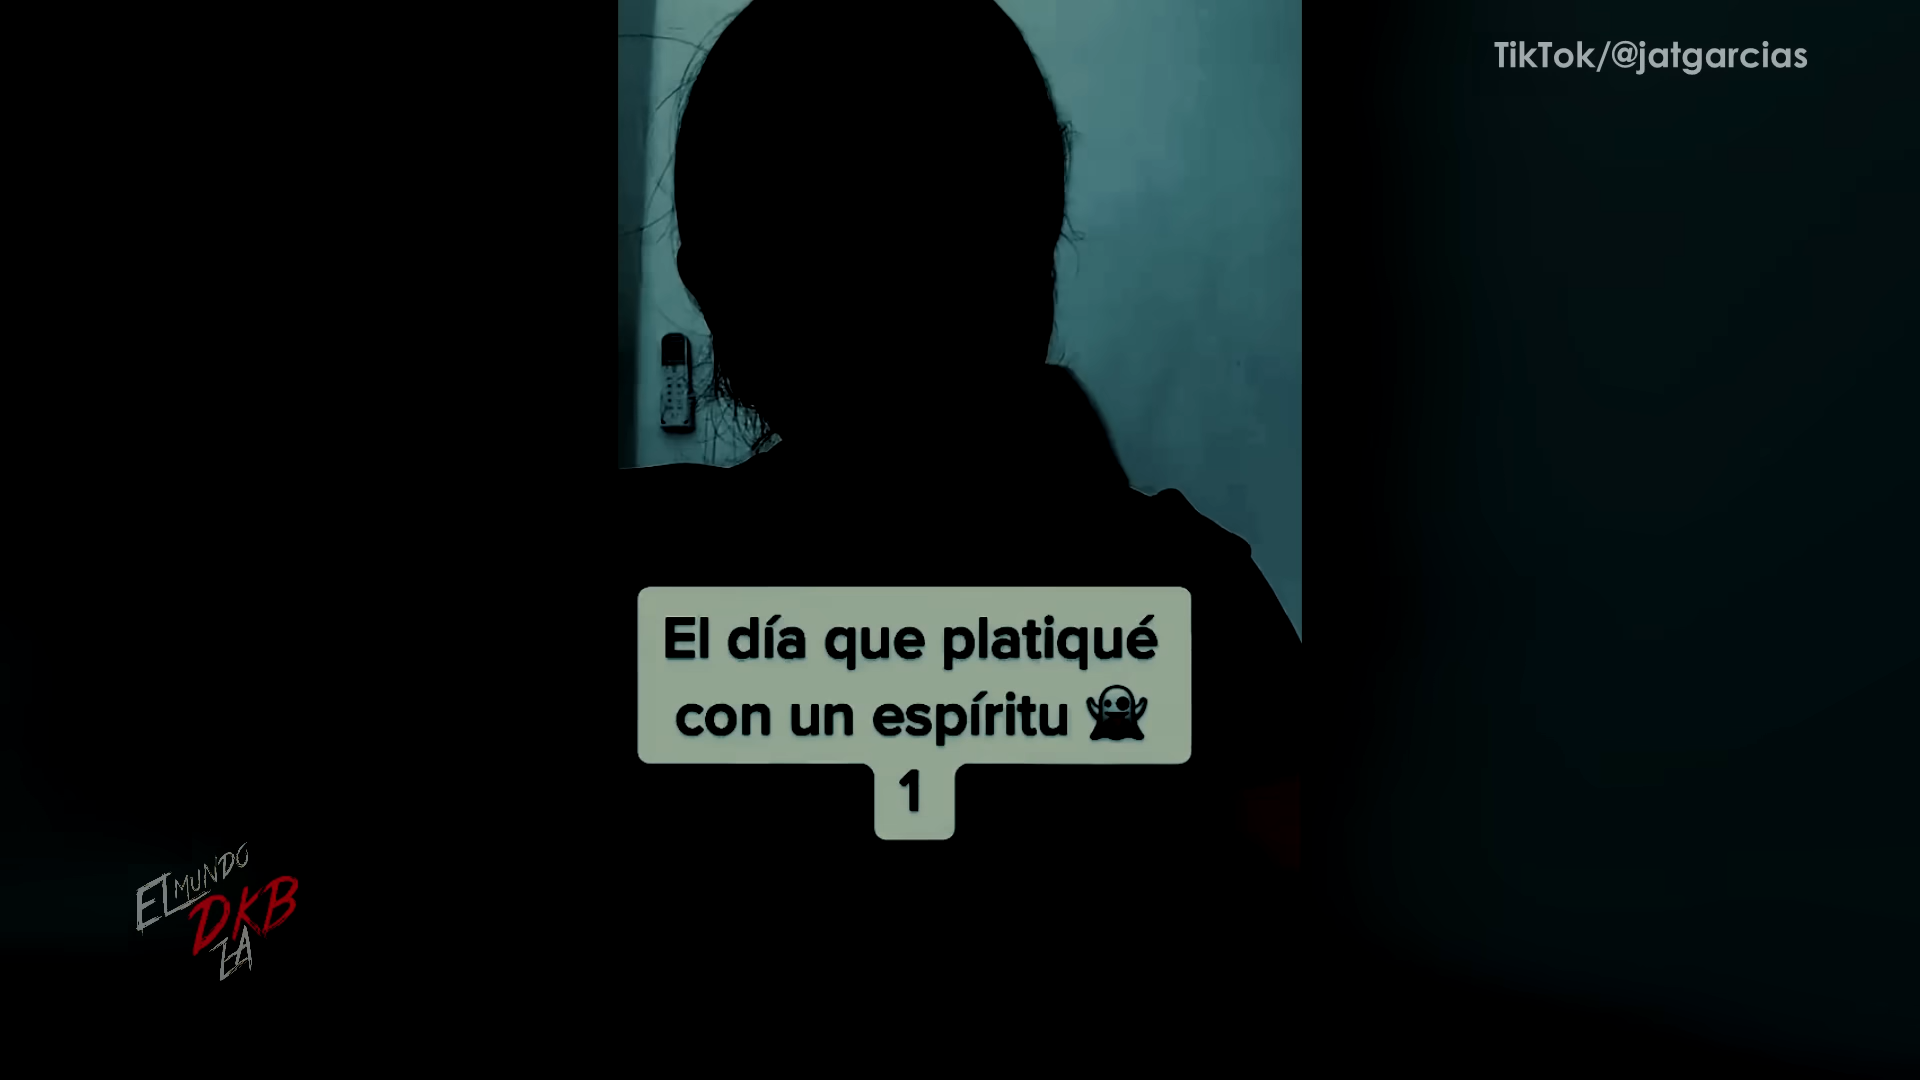 TikTok/@jatgarcias
El día que platiqué
con un espíritu 👻
1
EL MUNDO
DKB
ZA